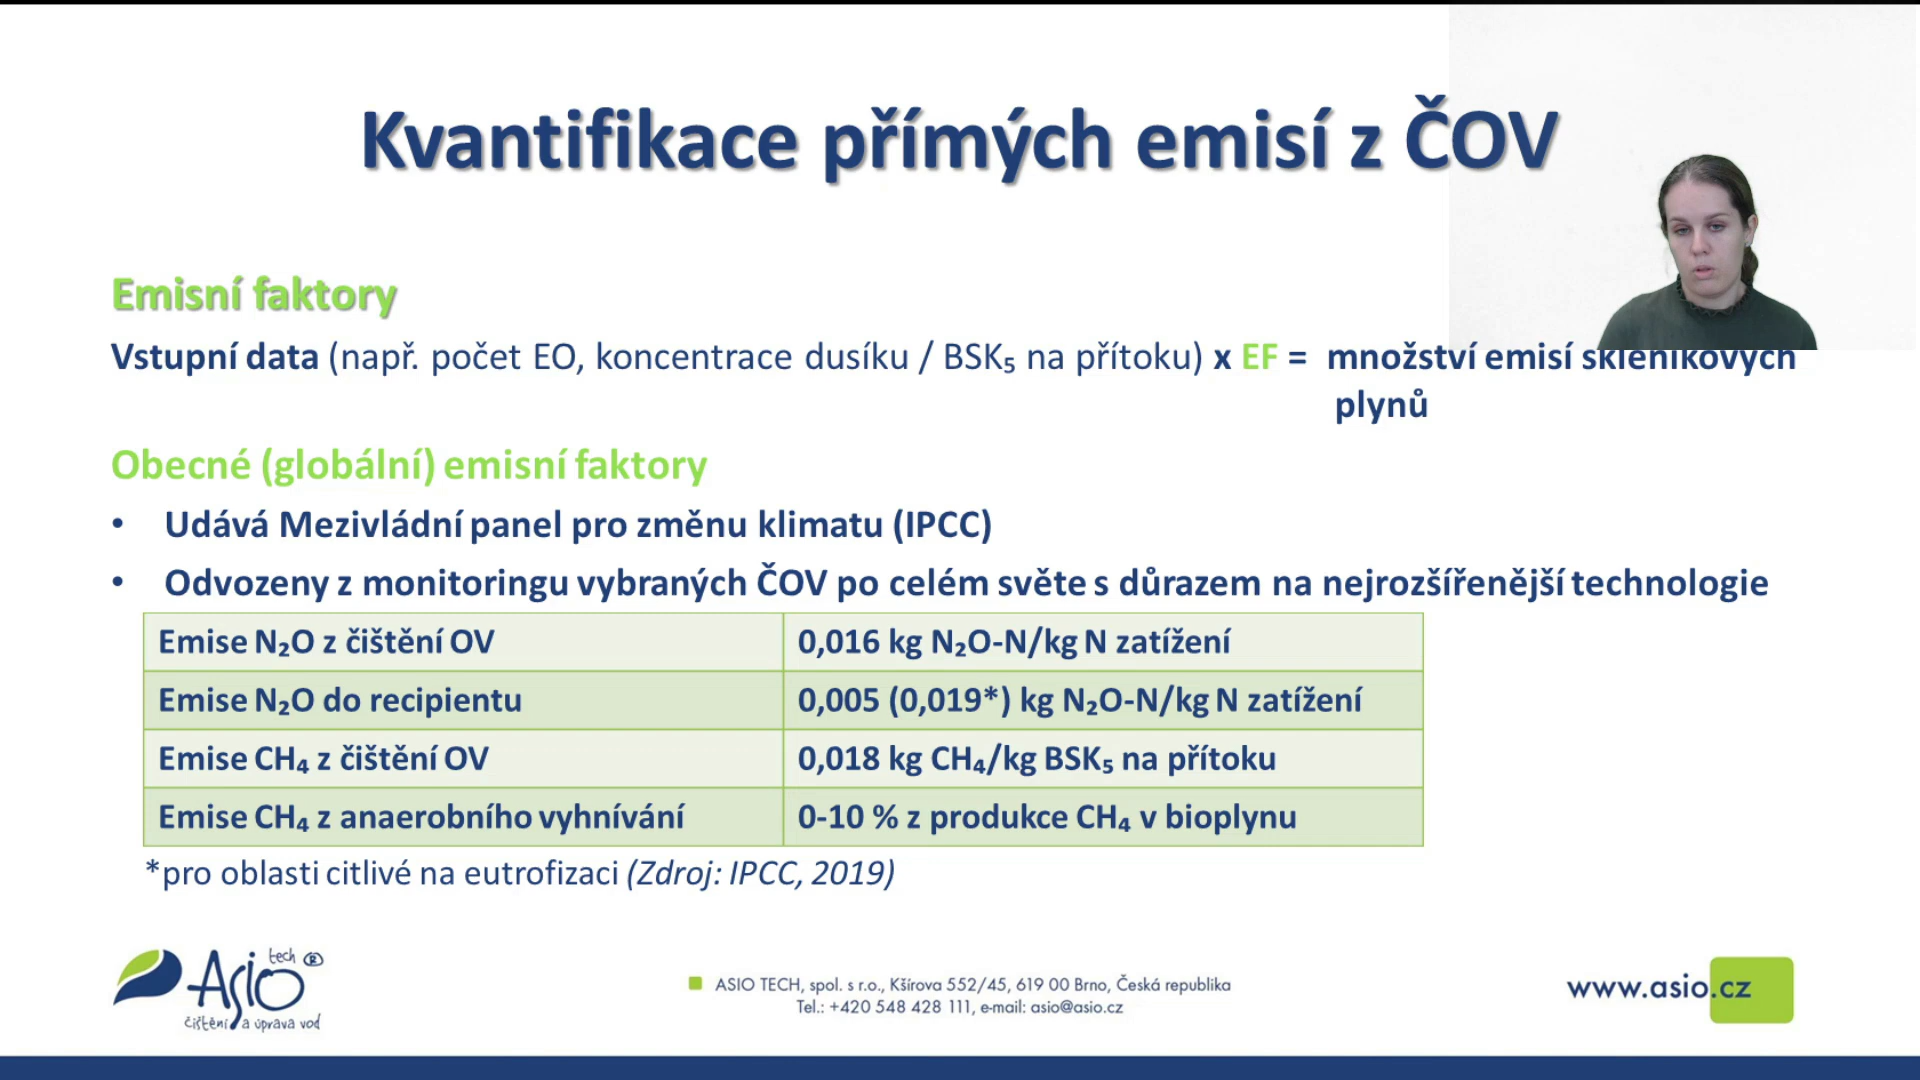 Kvantifikace přímých emisí z ČOV
Emisní faktory
Vstupní data (např. počet EO, koncentrace dusíku / BSK₅ na přítoku) x EF = množství emisí skleníkových
plynů
Obecné (globální) emisní faktory
• Udává Mezivládní panel pro změnu klimatu (IPCC)
• Odvozeny z monitoringu vybraných ČOV po celém světe s důrazem na nejrozšířenější technologie
Emise N₂O z čištění OV 0,016 kg N₂O-N/kg N zatížení
Emise N₂O do recipientu 0,005 (0,019*) kg N₂O-N/kg N zatížení
Emise CH₄ z čištění OV 0,018 kg CH₄/kg BSK₅ na přítoku
Emise CH₄ z anaerobního vyhnívání 0-10 % z produkce CH₄ v bioplynu
*pro oblasti citlivé na eutrofizaci (Zdroj: IPCC, 2019)
Asio tech ®
čištění a úprava vod
ASIO TECH, spol. s r.o., Kšírova 552/45, 619 00 Brno, Česká republika
Tel.: +420 548 428 111, e-mail: asio@asio.cz
www.asio.cz